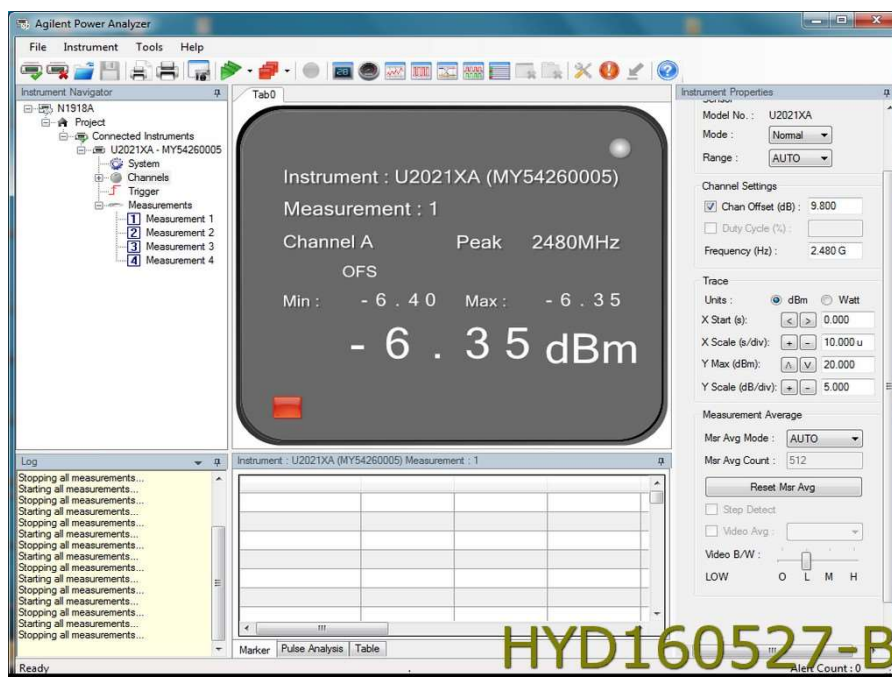 Agilent Power Analyzer
File Instrument Tools Help
Instrument Navigator
N1918A
Project
Connected Instruments
U2021XA - MY54260005
System
Channels
Trigger
Measurements
1 Measurement 1
2 Measurement 2
3 Measurement 3
4 Measurement 4
Tab0
Instrument : U2021XA (MY54260005)
Measurement : 1
Channel A Peak 2480MHz
OFS
Min : - 6 . 40 Max : - 6 . 35
- 6 . 35 dBm
Instrument Properties
Sensor
Model No. : U2021XA
Mode : Normal
Range : AUTO
Channel Settings
Chan Offset (dB) : 9.800
Duty Cycle (%) :
Frequency (Hz) : 2.480 G
Trace
Units : dBm Watt
X Start (s): < > 0.000
X Scale (s/div): + - 10.000 u
Y Max (dBm): 20.000
Y Scale (dB/div): + - 5.000
Measurement Average
Msr Avg Mode : AUTO
Msr Avg Count : 512
Reset Msr Avg
Step Detect
Video Avg :
Video B/W :
LOW O L M H
Log
Stopping all measurements...
Starting all measurements...
Stopping all measurements...
Starting all measurements...
Stopping all measurements...
Starting all measurements...
Stopping all measurements...
Starting all measurements...
Stopping all measurements...
Starting all measurements...
Stopping all measurements...
Starting all measurements...
Stopping all measurements...
Starting all measurements...
Stopping all measurements...
Instrument : U2021XA (MY54260005) Measurement : 1
Marker Pulse Analysis Table
HYD160527-B
Ready
Alert Count : 0